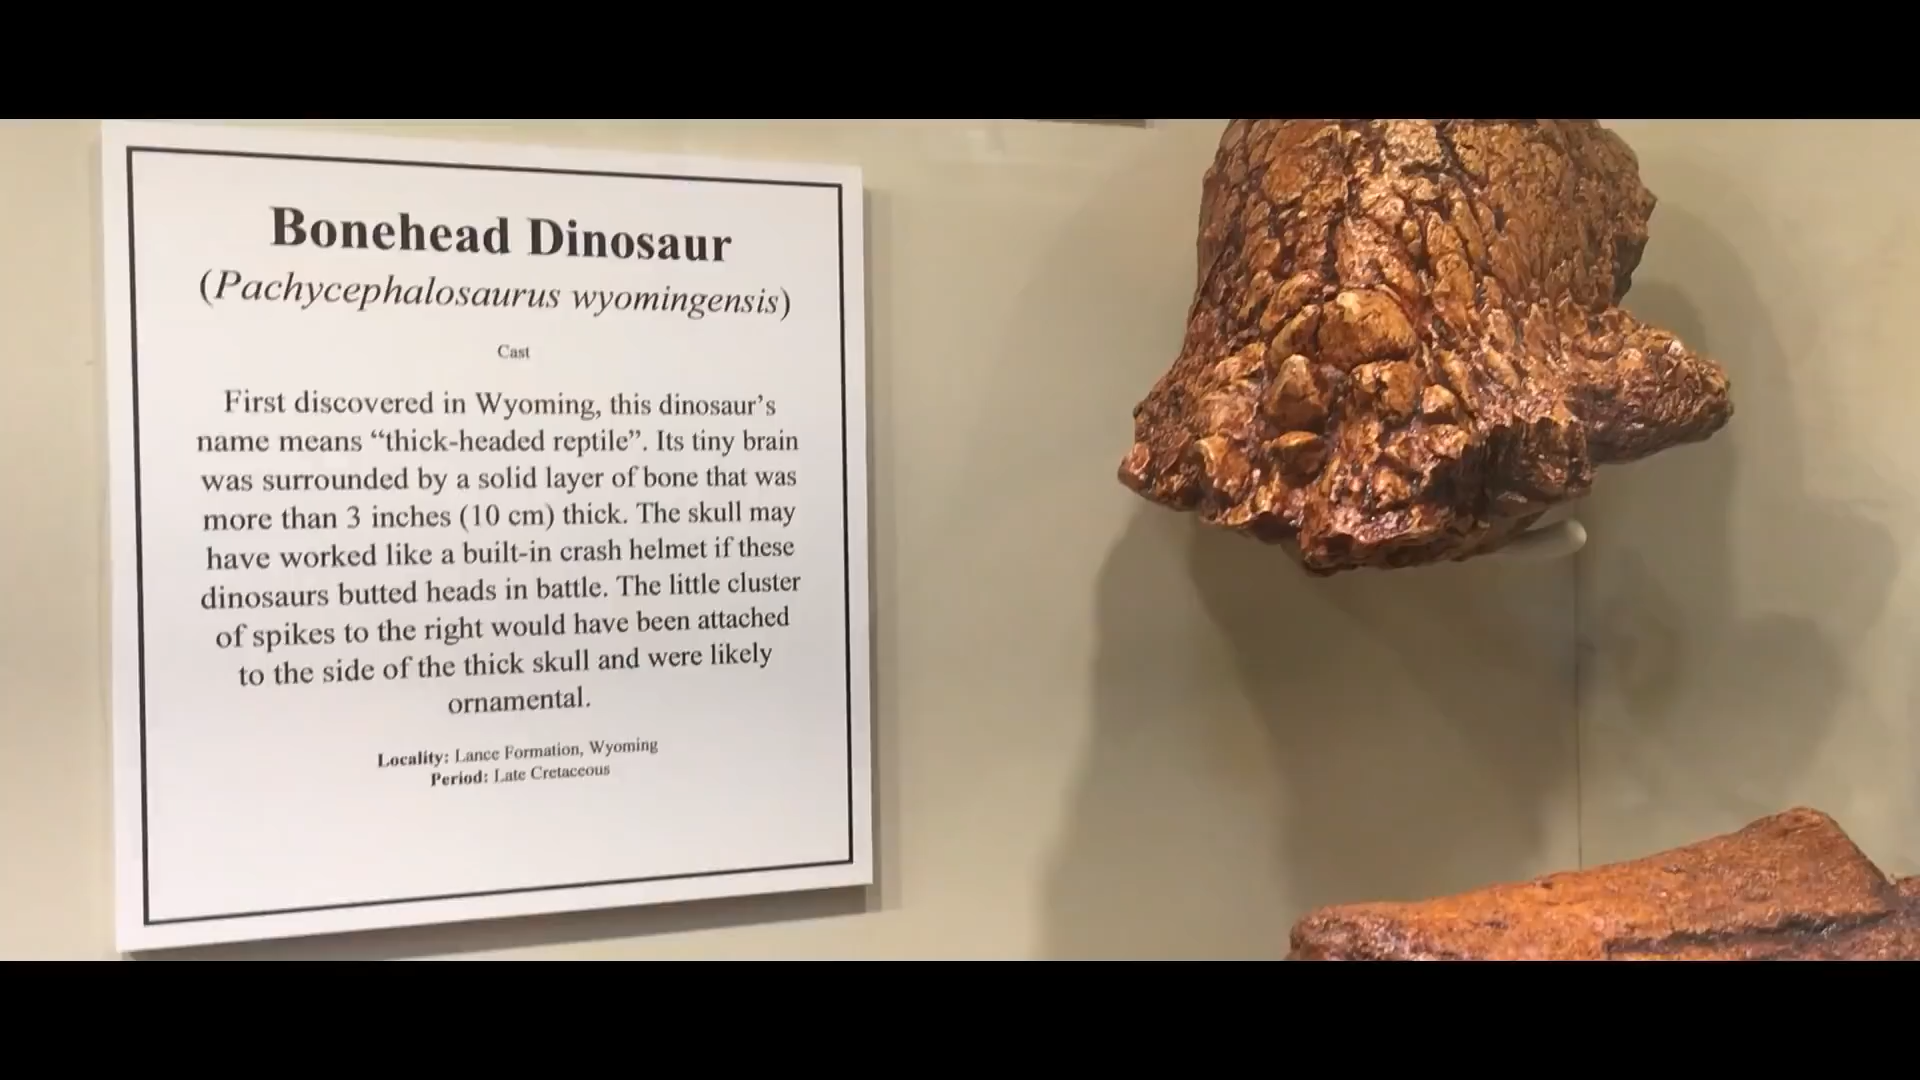 Bonehead Dinosaur
(Pachycephalosaurus wyomingensis)
Cast
First discovered in Wyoming, this dinosaur’s
name means “thick-headed reptile”. Its tiny brain
was surrounded by a solid layer of bone that was
more than 3 inches (10 cm) thick. The skull may
have worked like a built-in crash helmet if these
dinosaurs butted heads in battle. The little cluster
of spikes to the right would have been attached
to the side of the thick skull and were likely
ornamental.
Locality: Lance Formation, Wyoming
Period: Late Cretaceous